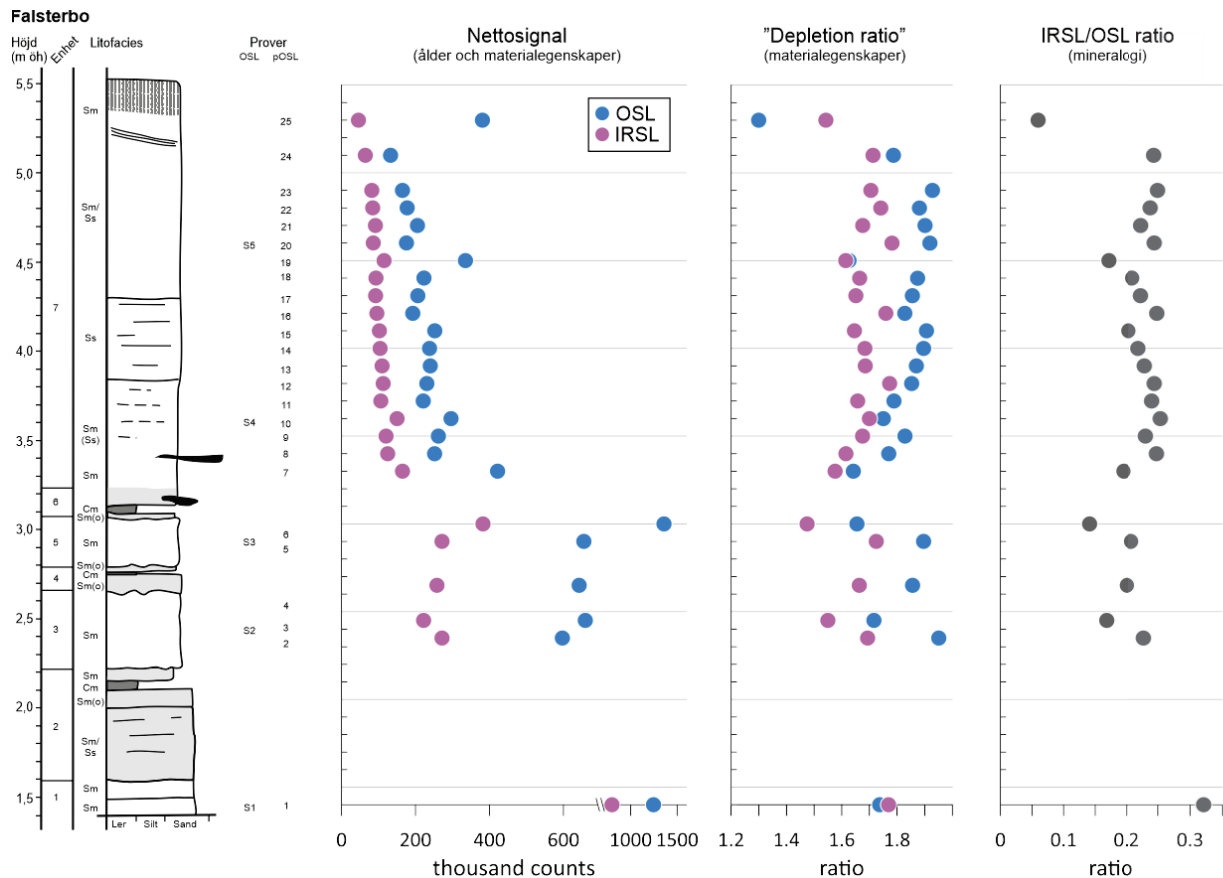 Falsterbo
Höjd
(m öh)
Enhet
Litofacies
Prover
OSL pOSL
Nettosignal
(ålder och materialegenskaper)
”Depletion ratio”
(materialegenskaper)
IRSL/OSL ratio
(mineralogi)
OSL
IRSL
5,5
5,0
4,5
4,0
3,5
3,0
2,5
2,0
1,5
7
6
5
4
3
2
1
Sm
Sm/
Ss
Ss
Sm
(Ss)
Sm
Cm
Sm(o)
Sm
Sm(o)
Cm
Sm(o)
Sm
Sm
Cm
Sm(o)
Sm/
Ss
Sm
Sm
Ler Silt Sand
S5
S4
S3
S2
S1
25
24
23
22
21
20
19
18
17
16
15
14
13
12
11
10
9
8
7
6
5
4
3
2
1
0 200 400 600 1000 1500
thousand counts
1.2 1.4 1.6 1.8
ratio
0 0.1 0.2 0.3
ratio